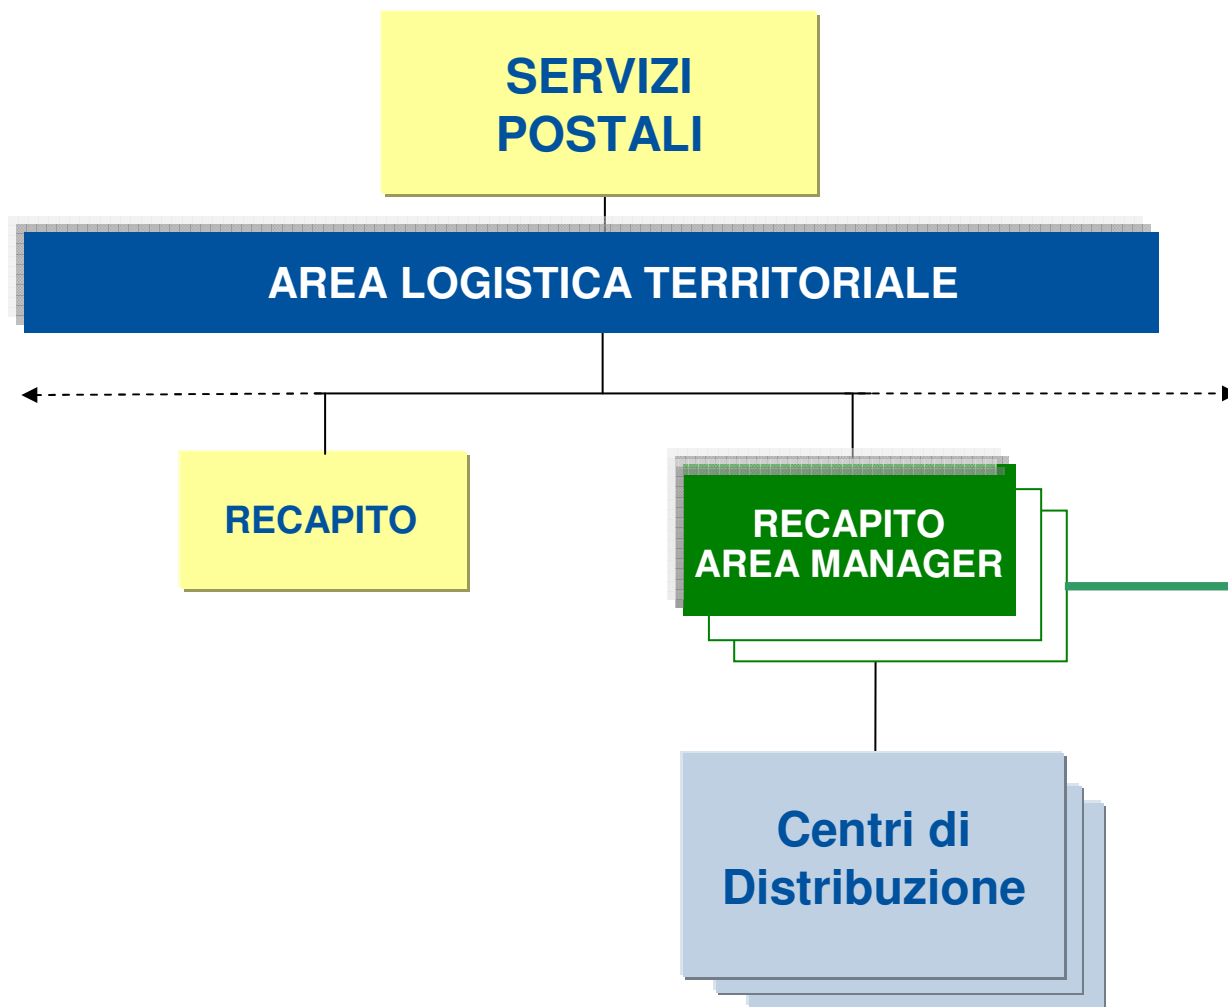 SERVIZI
POSTALI
AREA LOGISTICA TERRITORIALE
RECAPITO
RECAPITO
AREA MANAGER
Centri di
Distribuzione